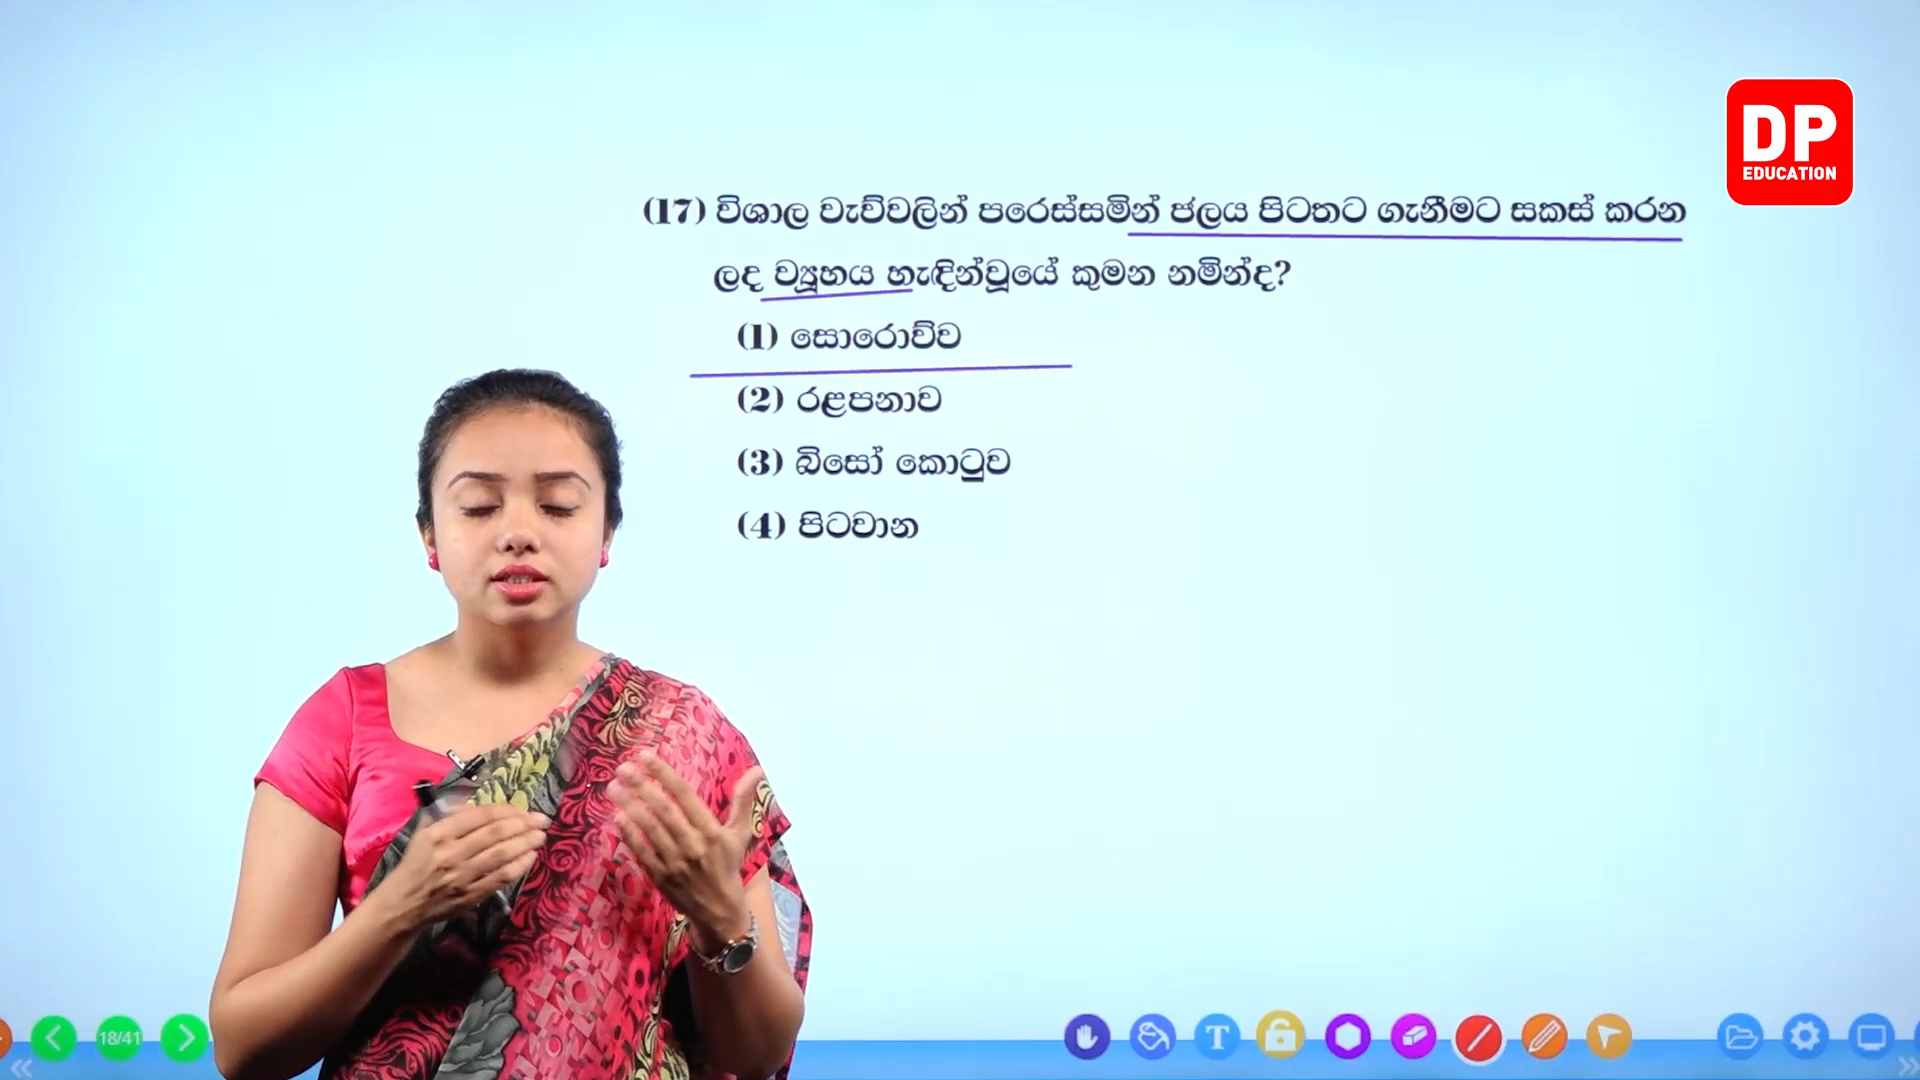 DP
EDUCATION
(17) විශාල වැව්වලින් පරෙස්සමින් ජලය පිටතට ගැනීමට සකස් කරන
ලද ව්‍යූහය හැඳින්වූයේ කුමන නමින්ද?
(1) සොරොව්ව
(2) රළපනාව
(3) බිසෝ කොටුව
(4) පිටවාන
18/41
T